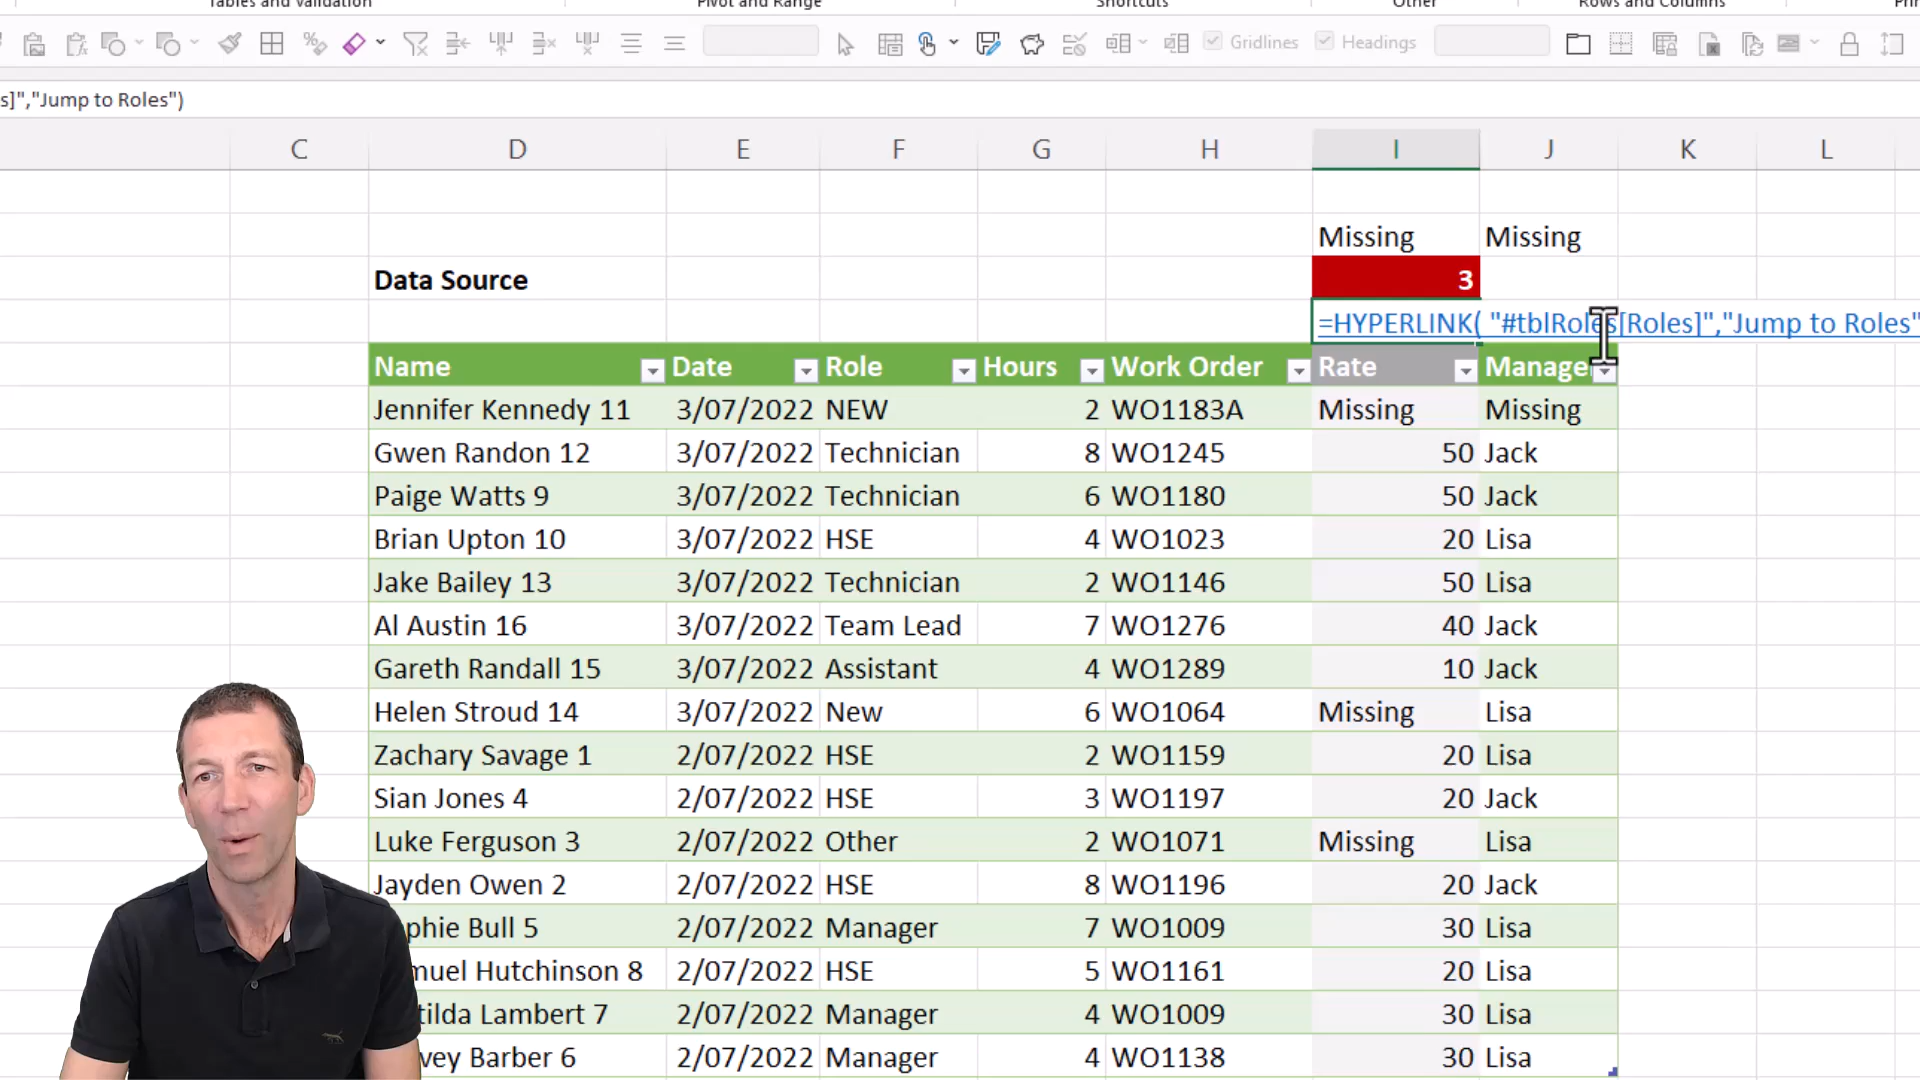 Tables and Validation Pivot and Range Shortcuts Other Rows and Columns
Gridlines Headings
s]","Jump to Roles")
C D E F G H I J K L
Missing Missing
Data Source 3
=HYPERLINK( "#tblRoles[Roles]","Jump to Roles"
Name Date Role Hours Work Order Rate Manage
Jennifer Kennedy 11 3/07/2022 NEW 2 WO1183A Missing Missing
Gwen Randon 12 3/07/2022 Technician 8 WO1245 50 Jack
Paige Watts 9 3/07/2022 Technician 6 WO1180 50 Jack
Brian Upton 10 3/07/2022 HSE 4 WO1023 20 Lisa
Jake Bailey 13 3/07/2022 Technician 2 WO1146 50 Lisa
Al Austin 16 3/07/2022 Team Lead 7 WO1276 40 Jack
Gareth Randall 15 3/07/2022 Assistant 4 WO1289 10 Jack
Helen Stroud 14 3/07/2022 New 6 WO1064 Missing Lisa
Zachary Savage 1 2/07/2022 HSE 2 WO1159 20 Lisa
Sian Jones 4 2/07/2022 HSE 3 WO1197 20 Jack
Luke Ferguson 3 2/07/2022 Other 2 WO1071 Missing Lisa
Jayden Owen 2 2/07/2022 HSE 8 WO1196 20 Jack
phie Bull 5 2/07/2022 Manager 7 WO1009 30 Lisa
muel Hutchinson 8 2/07/2022 HSE 5 WO1161 20 Lisa
tilda Lambert 7 2/07/2022 Manager 4 WO1009 30 Lisa
vey Barber 6 2/07/2022 Manager 4 WO1138 30 Lisa